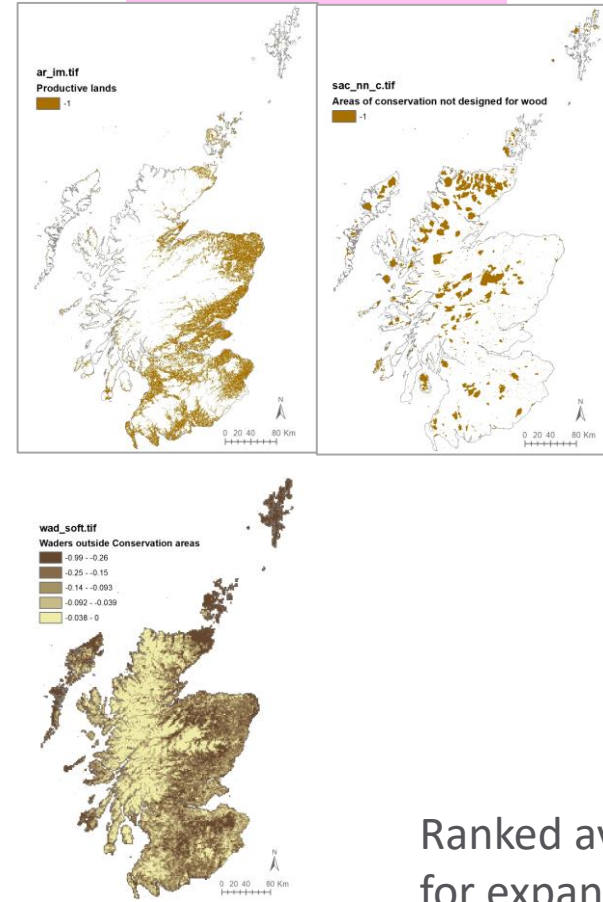 ar_im.tif
Productive lands
-1
N
0 20 40 80 Km
sac_nn_c.tif
Areas of conservation not designed for wood
-1
N
0 20 40 80 Km
wad_soft.tif
Waders outside Conservation areas
-0.99 - -0.26
-0.25 - -0.15
-0.14 - -0.093
-0.092 - -0.039
-0.038 - 0
N
0 20 40 80 Km
Ranked av
for expan